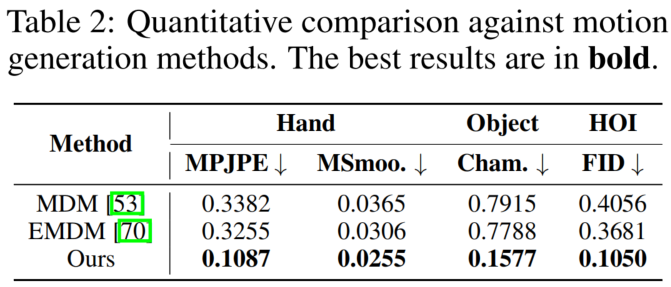 Table 2: Quantitative comparison against motion
generation methods. The best results are in bold.
Hand Object HOI
Method
MPJPE ↓ MSmoo. ↓ Cham. ↓ FID ↓
MDM [53] 0.3382 0.0365 0.7915 0.4056
EMDM [70] 0.3255 0.0306 0.7788 0.3681
Ours 0.1087 0.0255 0.1577 0.1050